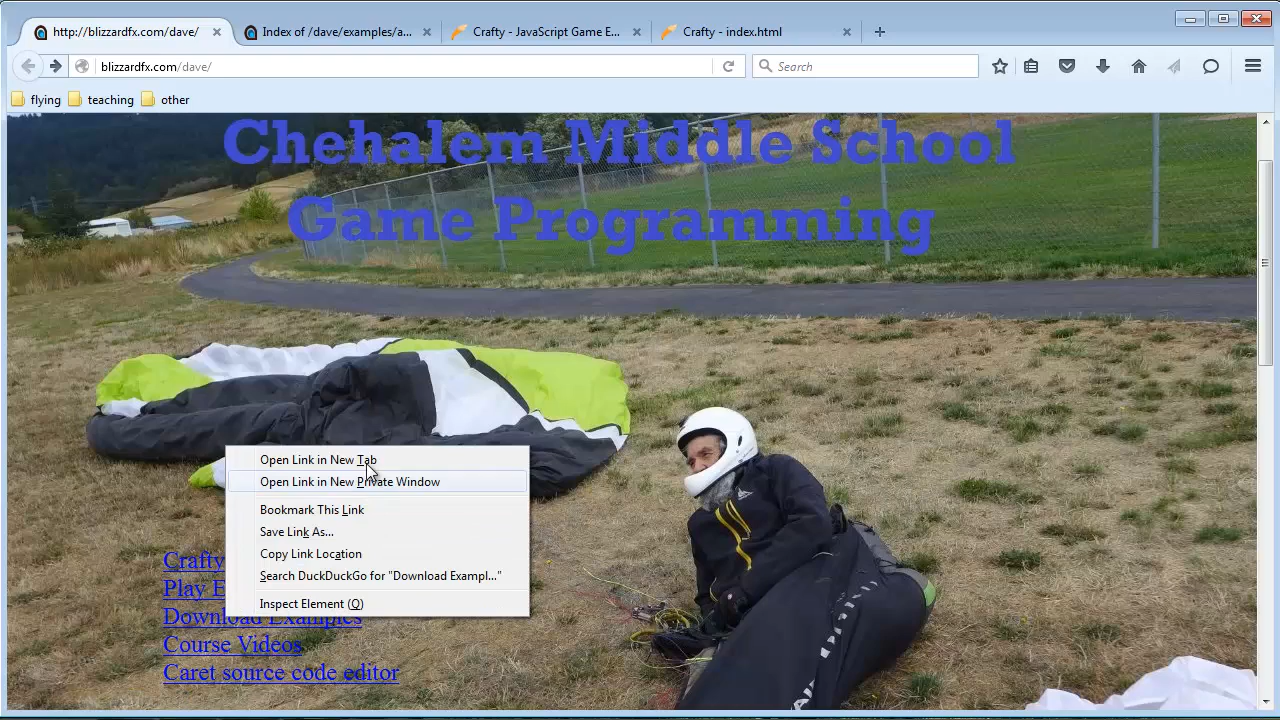 http://blizzardfx.com/dave/
Index of /dave/examples/a...
Crafty - JavaScript Game E...
Crafty - index.html
blizzardfx.com/dave/
Search
flying
teaching
other
Chehalem Middle School
Game Programming
Open Link in New Tab
Open Link in New Private Window
Bookmark This Link
Save Link As...
Copy Link Location
Search DuckDuckGo for "Download Exampl..."
Inspect Element (Q)
Crafty
Play E
Download Examples
Course Videos
Caret source code editor